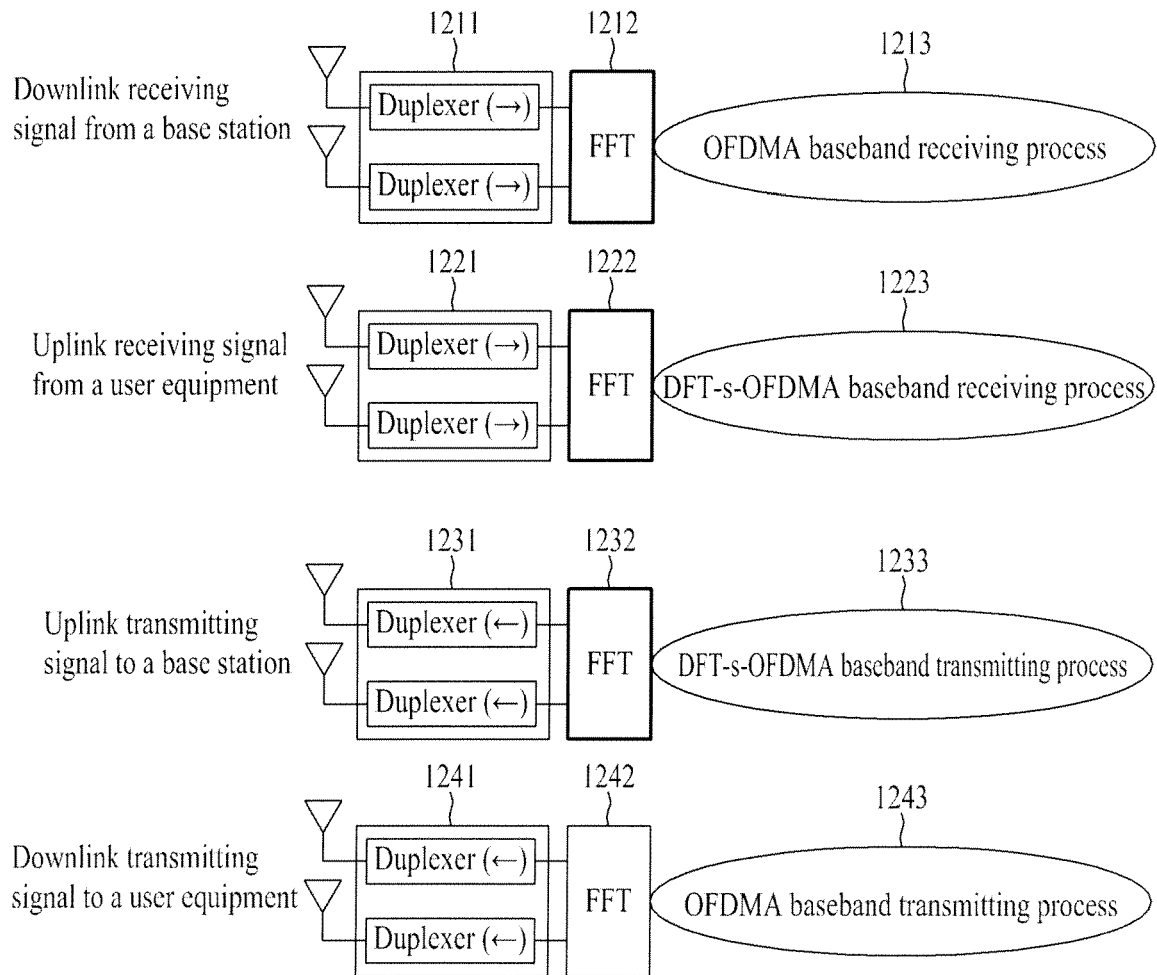 1211
1212
1213
Downlink receiving
signal from a base station
Duplexer (→)
Duplexer (→)
FFT
OFDMA baseband receiving process
1221
1222
1223
Uplink receiving signal
from a user equipment
Duplexer (→)
Duplexer (→)
FFT
DFT-s-OFDMA baseband receiving process
1231
1232
1233
Uplink transmitting
signal to a base station
Duplexer (←)
Duplexer (←)
FFT
DFT-s-OFDMA baseband transmitting process
1241
1242
1243
Downlink transmitting
signal to a user equipment
Duplexer (←)
Duplexer (←)
FFT
OFDMA baseband transmitting process